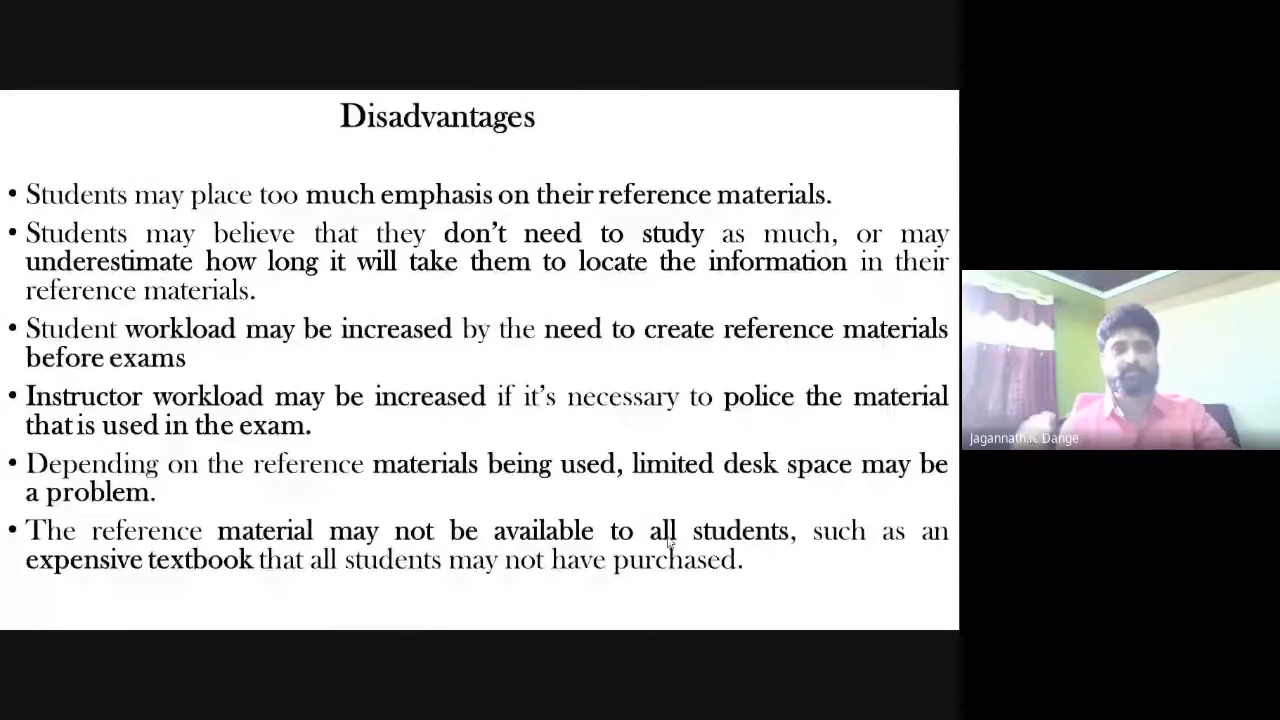 Disadvantages
• Students may place too much emphasis on their reference materials.
• Students may believe that they don’t need to study as much, or may
underestimate how long it will take them to locate the information in their
reference materials.
• Student workload may be increased by the need to create reference materials
before exams
• Instructor workload may be increased if it’s necessary to police the material
that is used in the exam.
• Depending on the reference materials being used, limited desk space may be
a problem.
• The reference material may not be available to all students, such as an
expensive textbook that all students may not have purchased.
Jagannath.K Dange